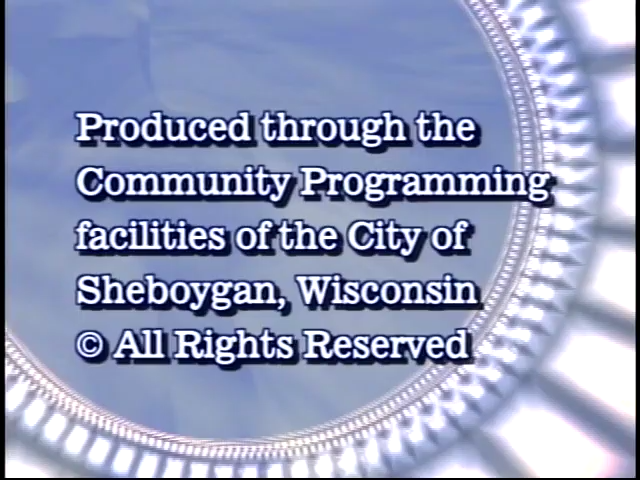 Produced through the
Community Programming
facilities of the City of
Sheboygan, Wisconsin
© All Rights Reserved